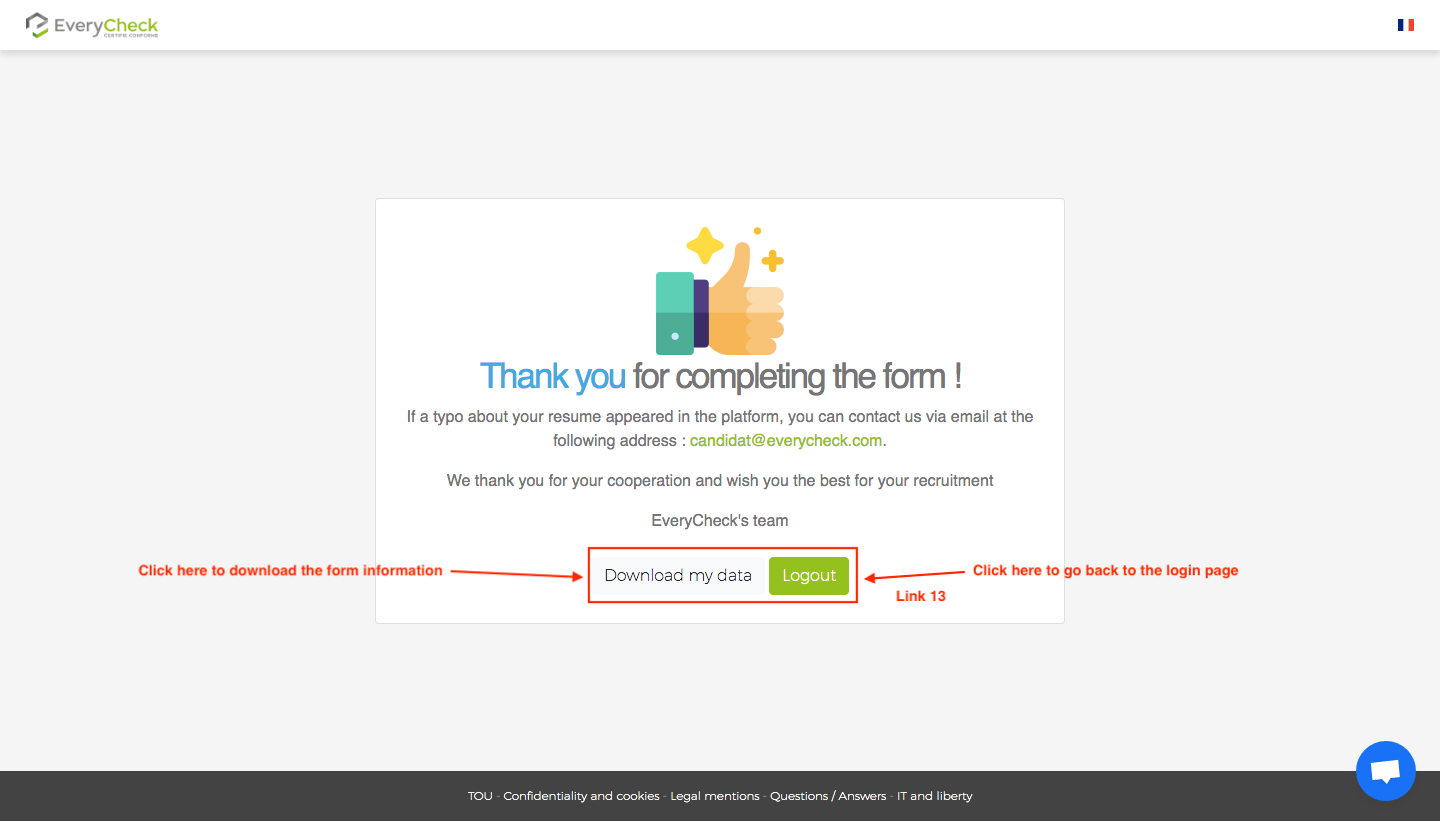 EveryCheck
CERTIFIÉ CONFORME
Thank you for completing the form !
If a typo about your resume appeared in the platform, you can contact us via email at the
following address : candidat@everycheck.com.
We thank you for your cooperation and wish you the best for your recruitment
EveryCheck's team
Click here to download the form information
Download my data
Logout
Click here to go back to the login page
Link 13
TOU - Confidentiality and cookies - Legal mentions - Questions / Answers - IT and liberty